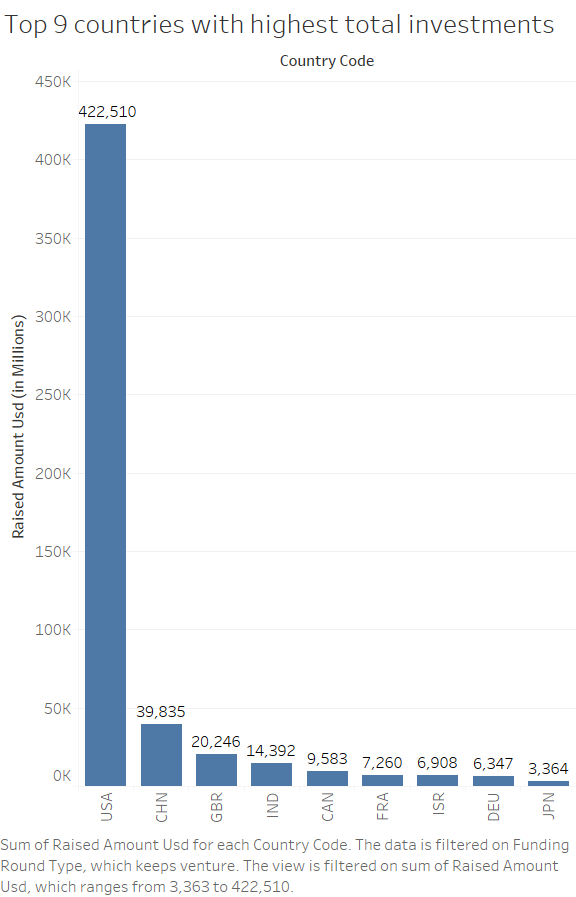 Top 9 countries with highest total investments
Country Code
Raised Amount Usd (in Millions)
450K
400K
350K
300K
250K
200K
150K
100K
50K
0K
422,510
39,835
20,246
14,392
9,583
7,260
6,908
6,347
3,364
USA
CHN
GBR
IND
CAN
FRA
ISR
DEU
JPN
Sum of Raised Amount Usd for each Country Code. The data is filtered on Funding
Round Type, which keeps venture. The view is filtered on sum of Raised Amount
Usd, which ranges from 3,363 to 422,510.